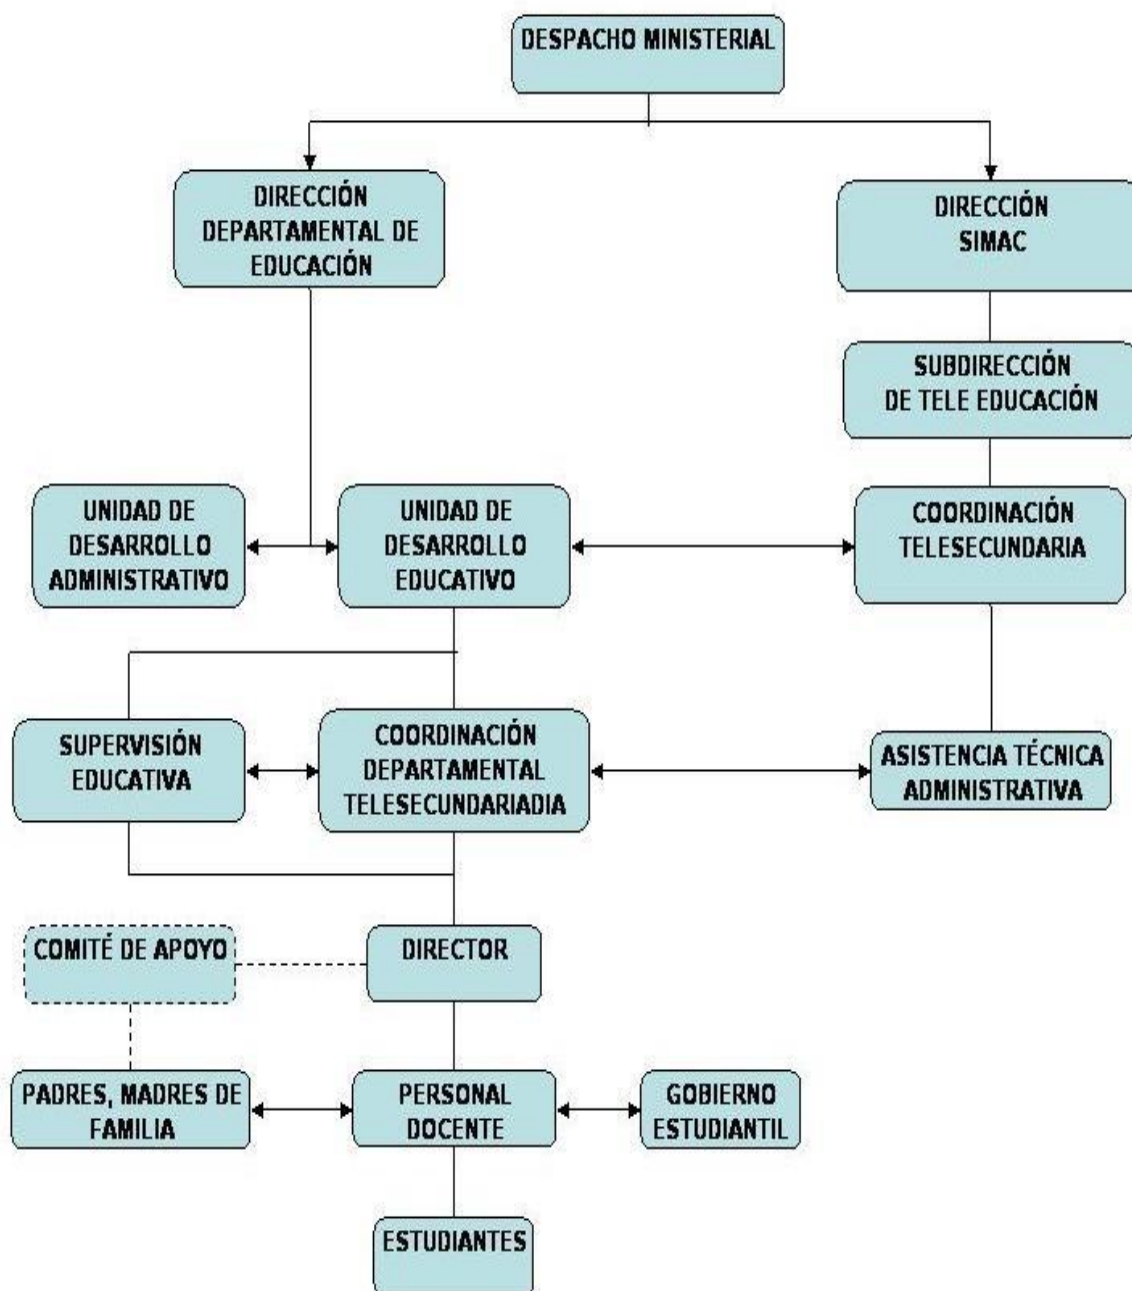 DESPACHO MINISTERIAL
DIRECCIÓN
DEPARTAMENTAL DE
EDUCACIÓN
DIRECCIÓN
SIMAC
SUBDIRECCIÓN
DE TELE EDUCACIÓN
UNIDAD DE
DESARROLLO
ADMINISTRATIVO
UNIDAD DE
DESARROLLO
EDUCATIVO
COORDINACIÓN
TELESECUNDARIA
SUPERVISIÓN
EDUCATIVA
COORDINACIÓN
DEPARTAMENTAL
TELESECUNDARIADIA
ASISTENCIA TÉCNICA
ADMINISTRATIVA
COMITÉ DE APOYO
DIRECTOR
PADRES, MADRES DE
FAMILIA
PERSONAL
DOCENTE
GOBIERNO
ESTUDIANTIL
ESTUDIANTES